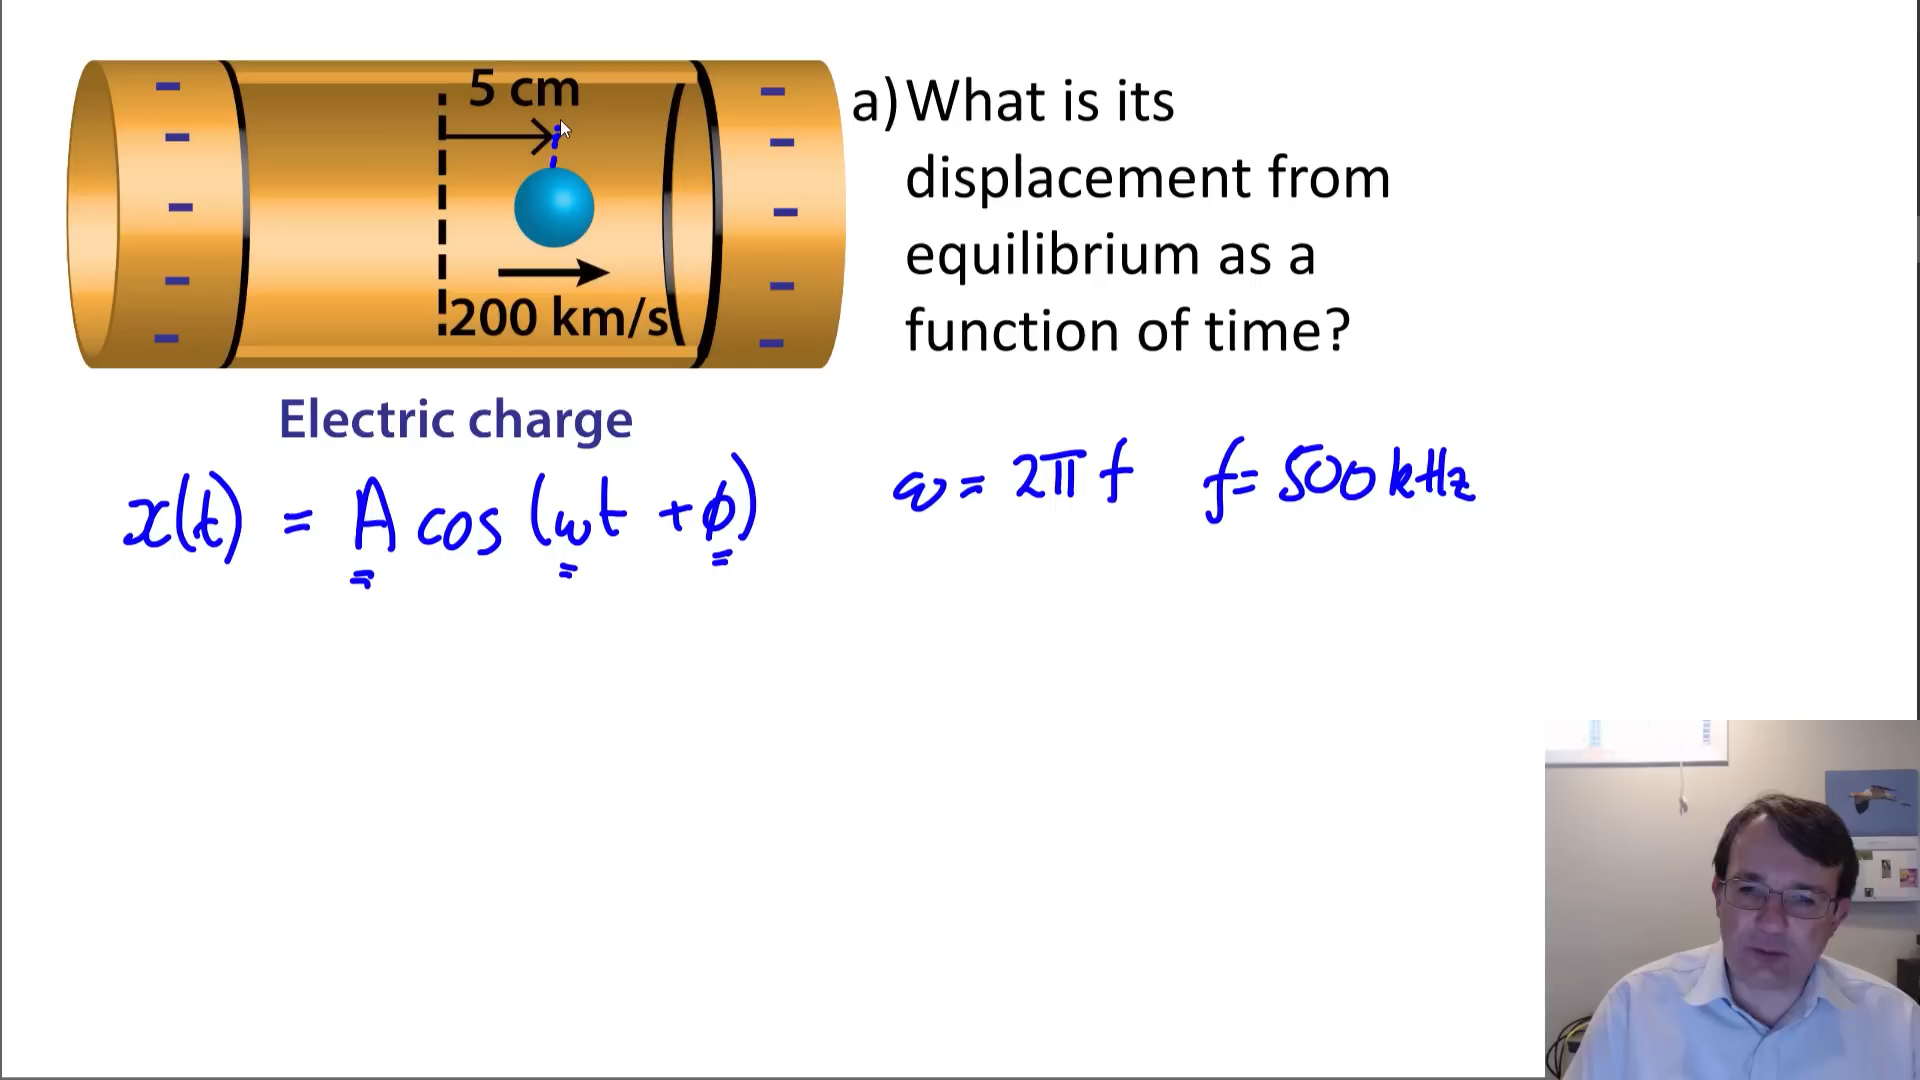 5 cm
200 km/s
Electric charge
a) What is its
displacement from
equilibrium as a
function of time?
x(t) = A cos (ωt + ϕ)
ω = 2π f   f = 500 kHz